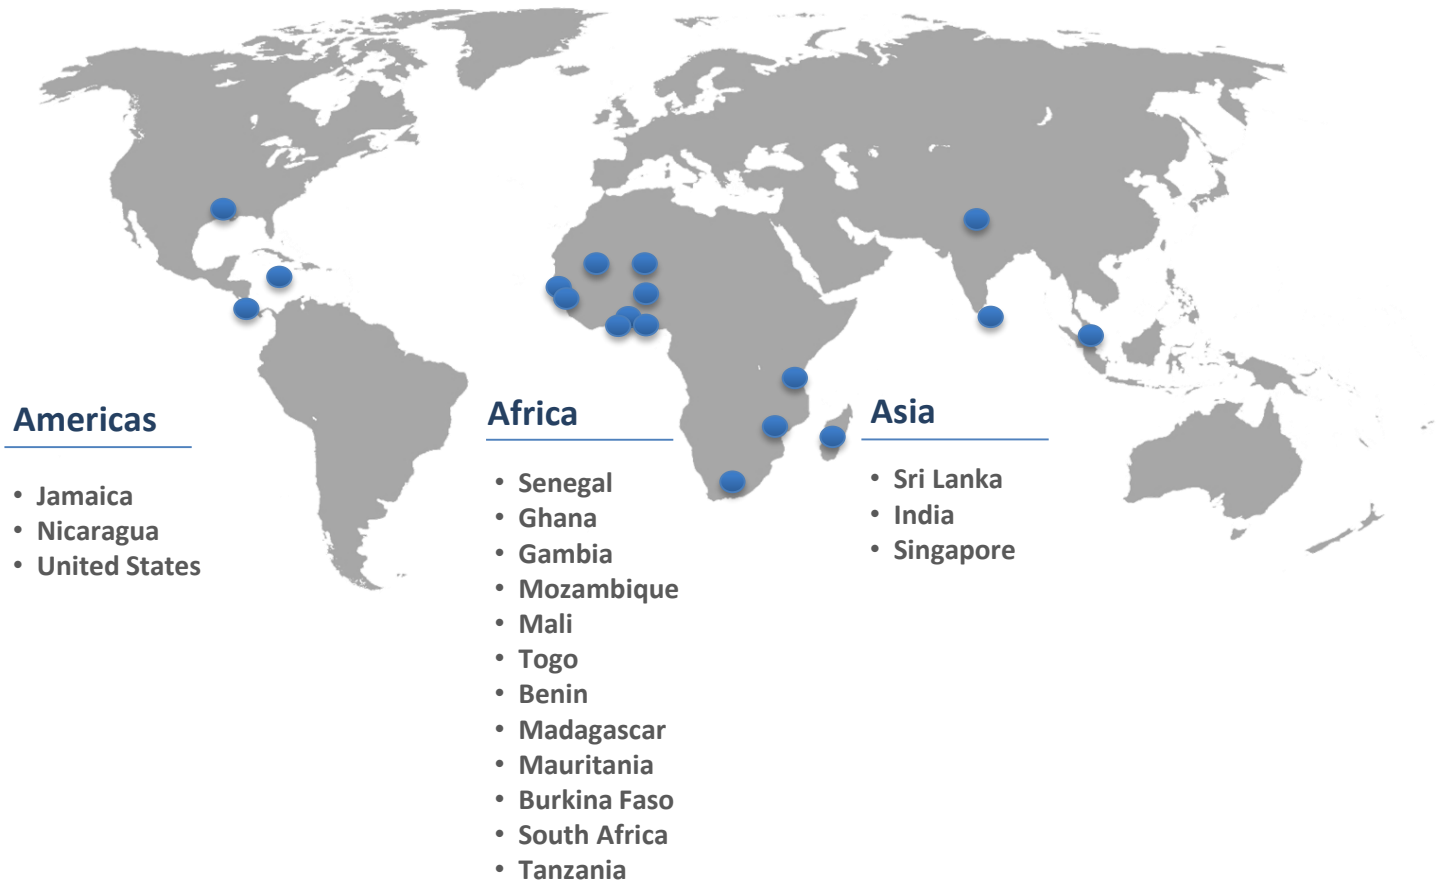 Americas
• Jamaica
• Nicaragua
• United States
Africa
• Senegal
• Ghana
• Gambia
• Mozambique
• Mali
• Togo
• Benin
• Madagascar
• Mauritania
• Burkina Faso
• South Africa
• Tanzania
Asia
• Sri Lanka
• India
• Singapore